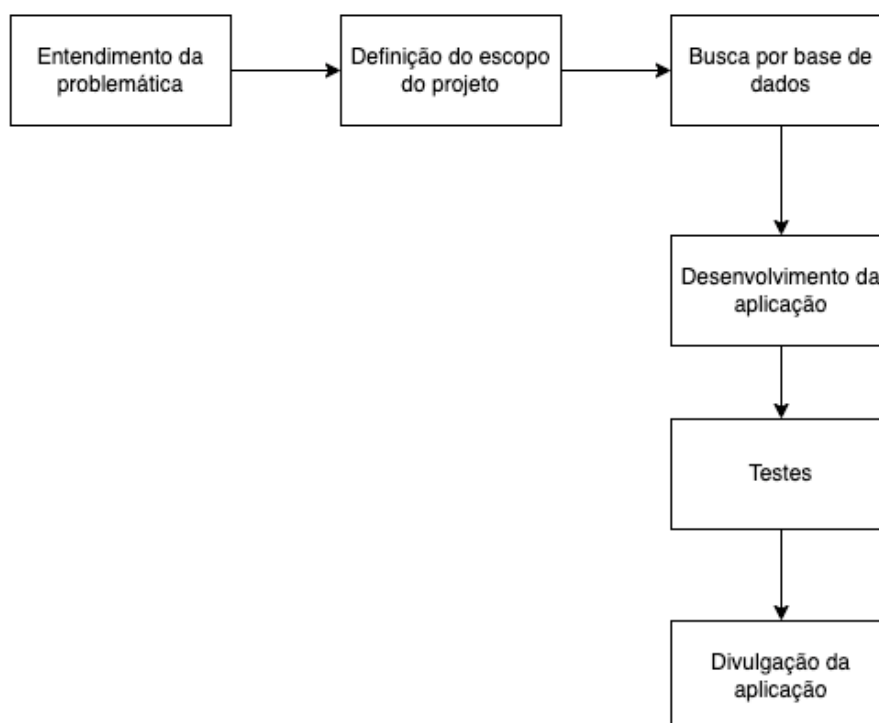 Entendimento da
problemática
Definição do escopo
do projeto
Busca por base de
dados
Desenvolvimento da
aplicação
Testes
Divulgação da
aplicação